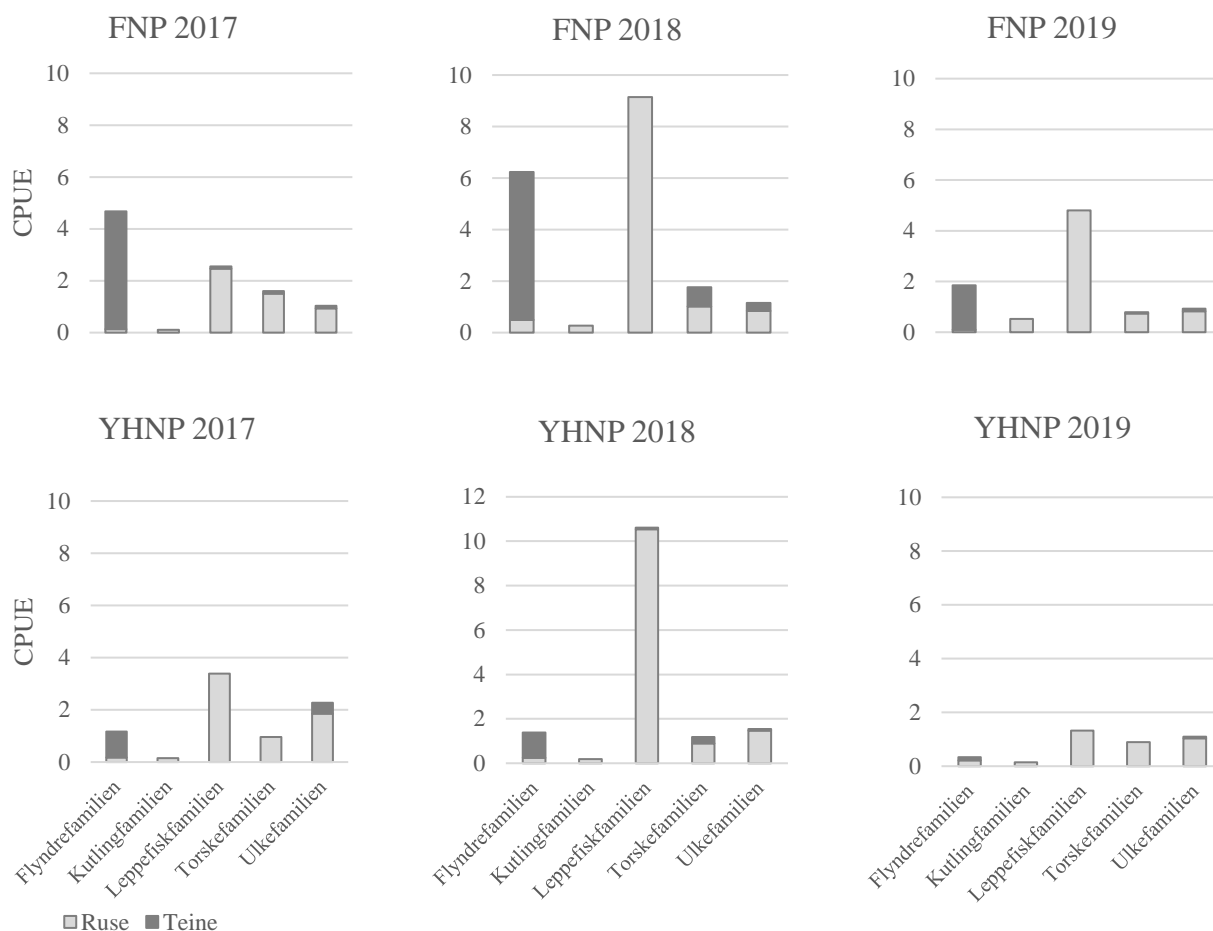 FNP 2017
FNP 2018
FNP 2019
CPUE
10
8
6
4
2
0
10
8
6
4
2
0
10
8
6
4
2
0
YHNP 2017
YHNP 2018
YHNP 2019
CPUE
10
8
6
4
2
0
12
10
8
6
4
2
0
10
8
6
4
2
0
Flyndrefamilien
Kutlingfamilien
Leppefiskfamilien
Torskefamilien
Ulkefamilien
Flyndrefamilien
Kutlingfamilien
Leppefiskfamilien
Torskefamilien
Ulkefamilien
Flyndrefamilien
Kutlingfamilien
Leppefiskfamilien
Torskefamilien
Ulkefamilien
Ruse Teine